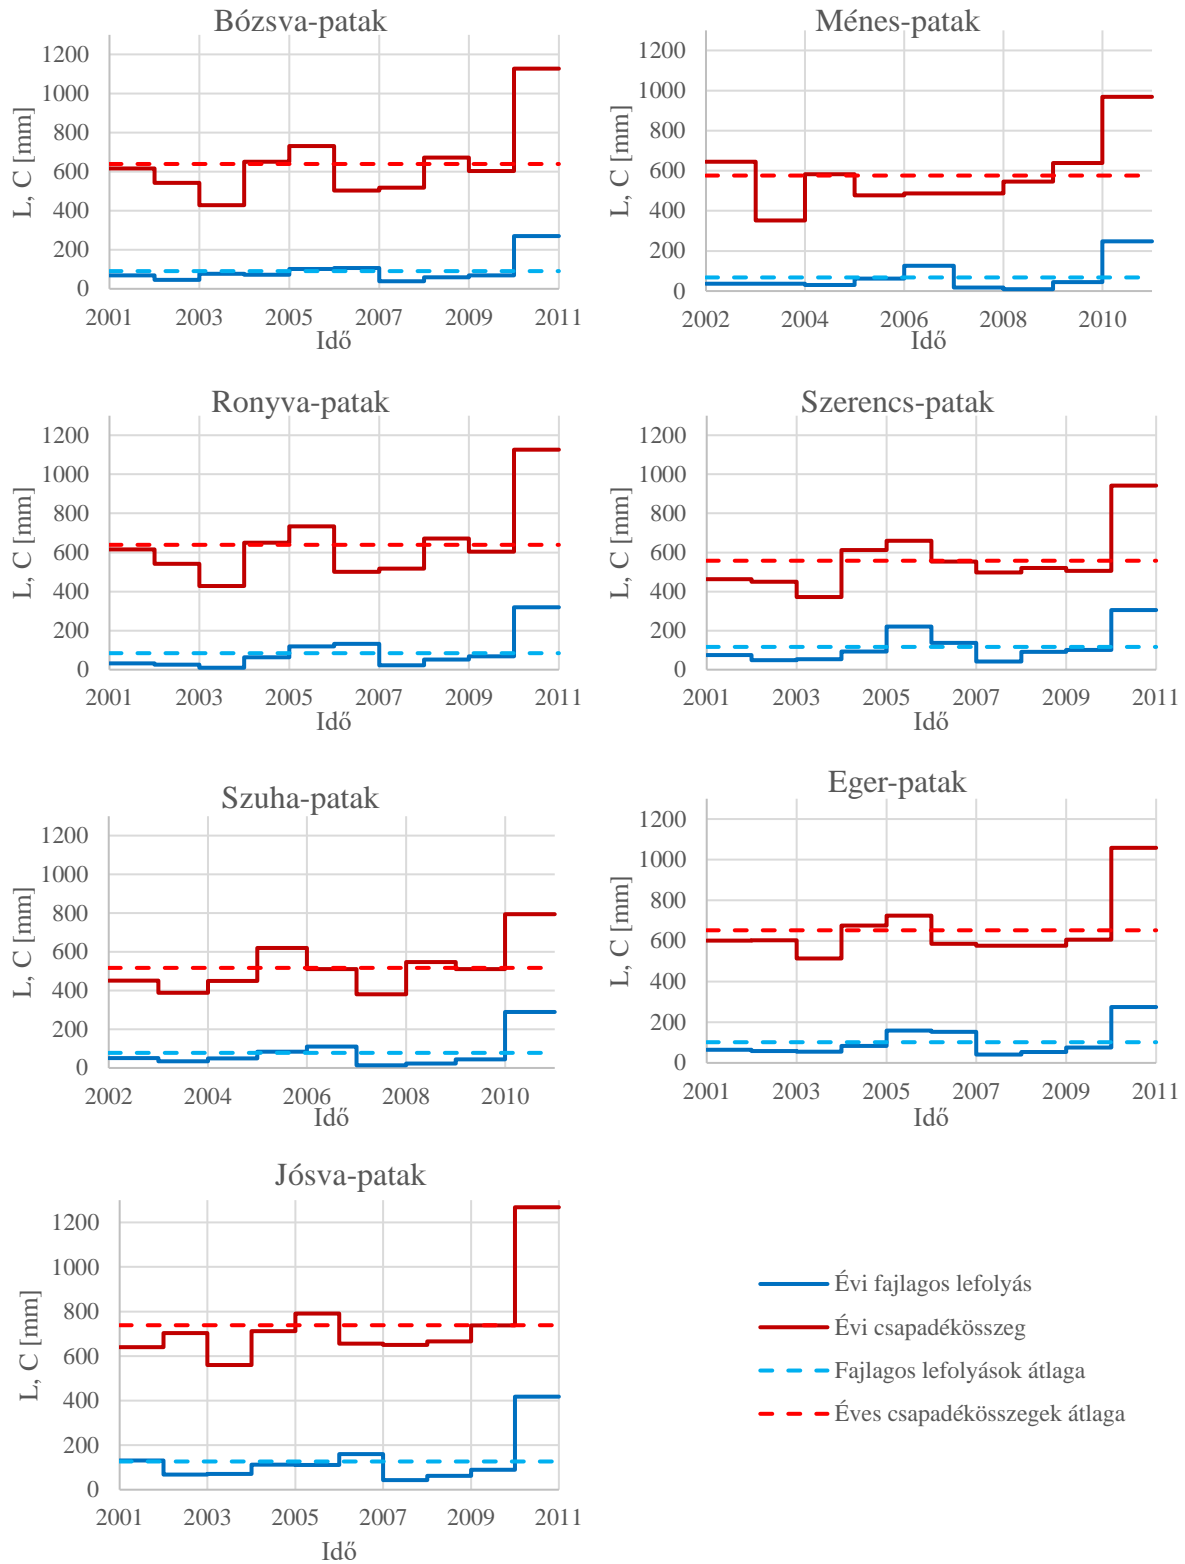 Bózsva-patak
1200
1000
800
600
400
200
0
L, C [mm]
2001 2003 2005 2007 2009 2011
Idő
Ménes-patak
1200
1000
800
600
400
200
0
L, C [mm]
2002 2004 2006 2008 2010
Idő
Ronyva-patak
1200
1000
800
600
400
200
0
L, C [mm]
2001 2003 2005 2007 2009 2011
Idő
Szerencs-patak
1200
1000
800
600
400
200
0
L, C [mm]
2001 2003 2005 2007 2009 2011
Idő
Szuha-patak
1200
1000
800
600
400
200
0
L, C [mm]
2002 2004 2006 2008 2010
Idő
Eger-patak
1200
1000
800
600
400
200
0
L, C [mm]
2001 2003 2005 2007 2009 2011
Idő
Jósva-patak
1200
1000
800
600
400
200
0
L, C [mm]
2001 2003 2005 2007 2009 2011
Idő
Évi fajlagos lefolyás
Évi csapadékösszeg
Fajlagos lefolyások átlaga
Éves csapadékösszegek átlaga